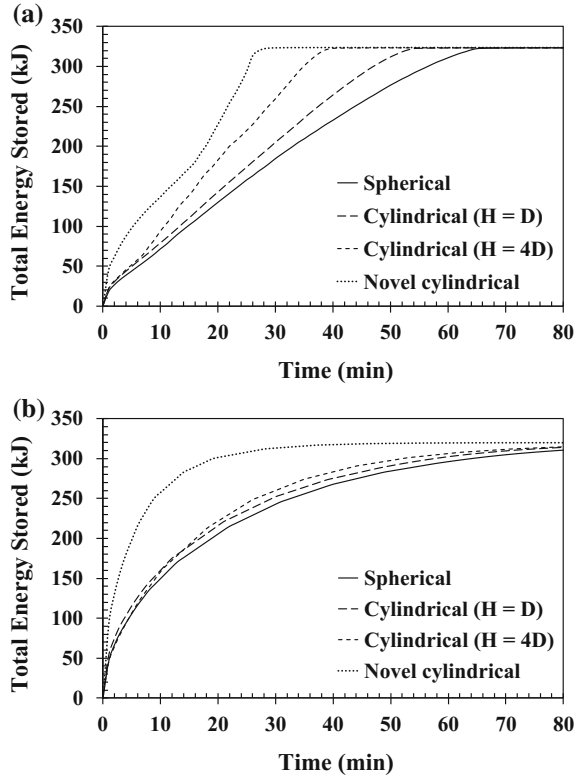 (a)
350
300
250
200
150
100
50
0
Total Energy Stored (kJ)
Spherical
Cylindrical (H = D)
Cylindrical (H = 4D)
Novel cylindrical
0 10 20 30 40 50 60 70 80
Time (min)
(b)
350
300
250
200
150
100
50
0
Total Energy Stored (kJ)
Spherical
Cylindrical (H = D)
Cylindrical (H = 4D)
Novel cylindrical
0 10 20 30 40 50 60 70 80
Time (min)